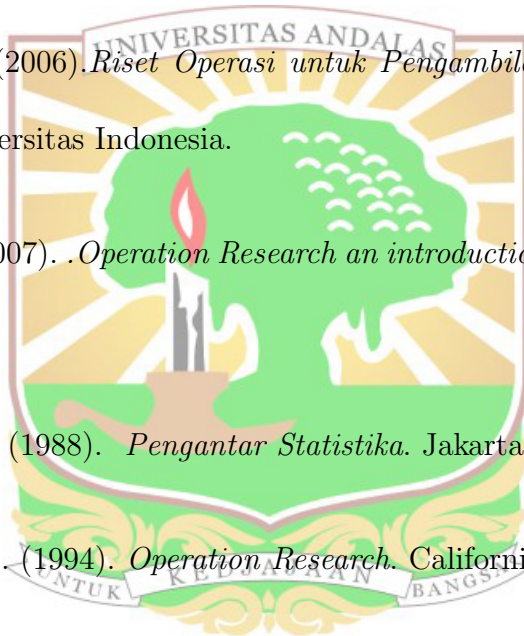 UNIVERSITAS ANDALAS
(2006).Riset Operasi untuk Pengambil
ersitas Indonesia.
007). .Operation Research an introductio
(1988). Pengantar Statistika. Jakarta
. (1994). Operation Research. Californi
UNTUK KEDJAJAAN BANGSA